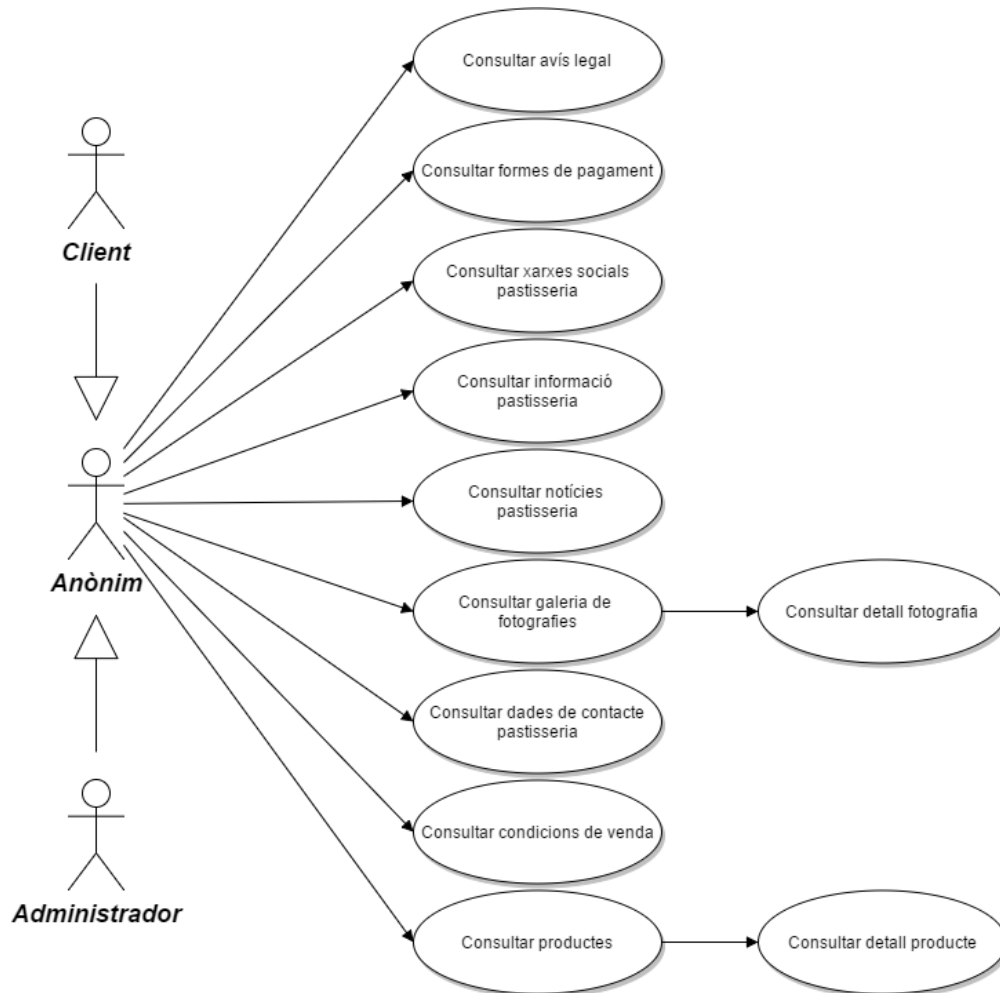 Consultar avís legal
Client
Consultar formes de pagament
Consultar xarxes socials
pastisseria
Consultar informació
pastisseria
Anònim
Consultar notícies
pastisseria
Consultar galeria de
fotografies
Consultar detall fotografia
Consultar dades de contacte
pastisseria
Administrador
Consultar condicions de venda
Consultar productes
Consultar detall producte